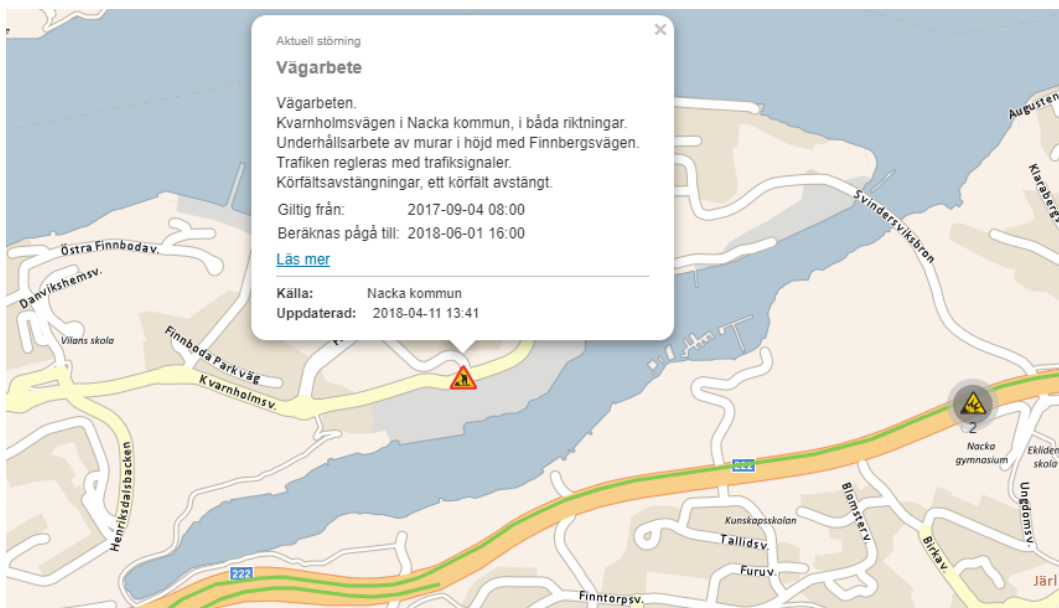 Aktuell störning
×
Vägarbete
Vägarbeten.
Kvarnholmsvägen i Nacka kommun, i båda riktningar.
Underhållsarbete av murar i höjd med Finnbergsvägen.
Trafiken regleras med trafiksignaler.
Körfältsavstängningar, ett körfält avstängt.
Giltig från: 2017-09-04 08:00
Beräknas pågå till: 2018-06-01 16:00
Läs mer
Källa: Nacka kommun
Uppdaterad: 2018-04-11 13:41
Augusten
Klarabergs
Svindersviksbron
Östra Finnbodav.
Danvikshemsv.
Vilans skola
Finnboda Parkväg
Kvarnholmsv.
Henriksdalsbacken
2
Nacka
gymnasium
Ekliden
skola
Ungdomsv.
222
Blomsterv.
Kunskapsskolan
Tallidsv.
Birkav.
Furuv.
222
Finntorpsv.
Järl